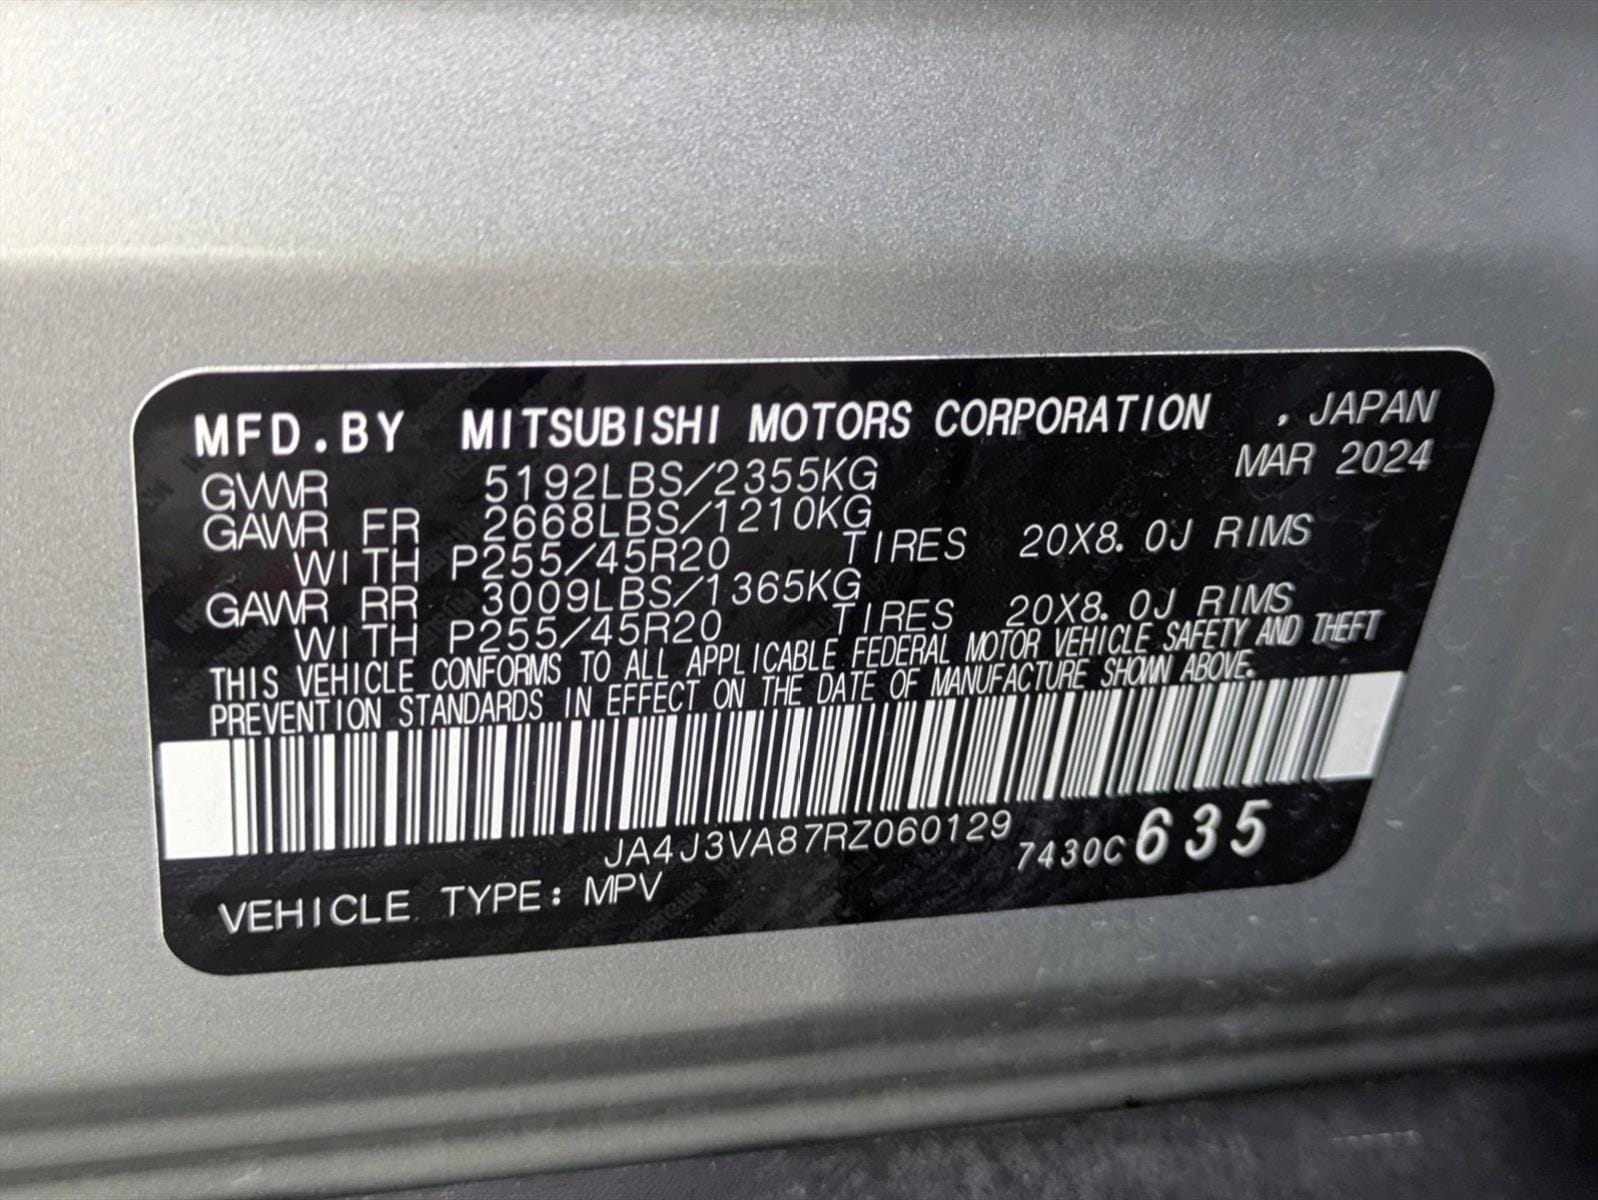 MFD.BY MITSUBISHI MOTORS CORPORATION , JAPAN
MAR 2024
GVWR 5192LBS/2355KG
GAWR FR 2668LBS/1210KG
WITH P255/45R20 TIRES 20X8.0J RIMS
GAWR RR 3009LBS/1365KG
WITH P255/45R20 TIRES 20X8.0J RIMS
THIS VEHICLE CONFORMS TO ALL APPLICABLE FEDERAL MOTOR VEHICLE SAFETY AND THEFT
PREVENTION STANDARDS IN EFFECT ON THE DATE OF MANUFACTURE SHOWN ABOVE.
JA4J3VA87RZ060129 7430C 635
VEHICLE TYPE: MPV